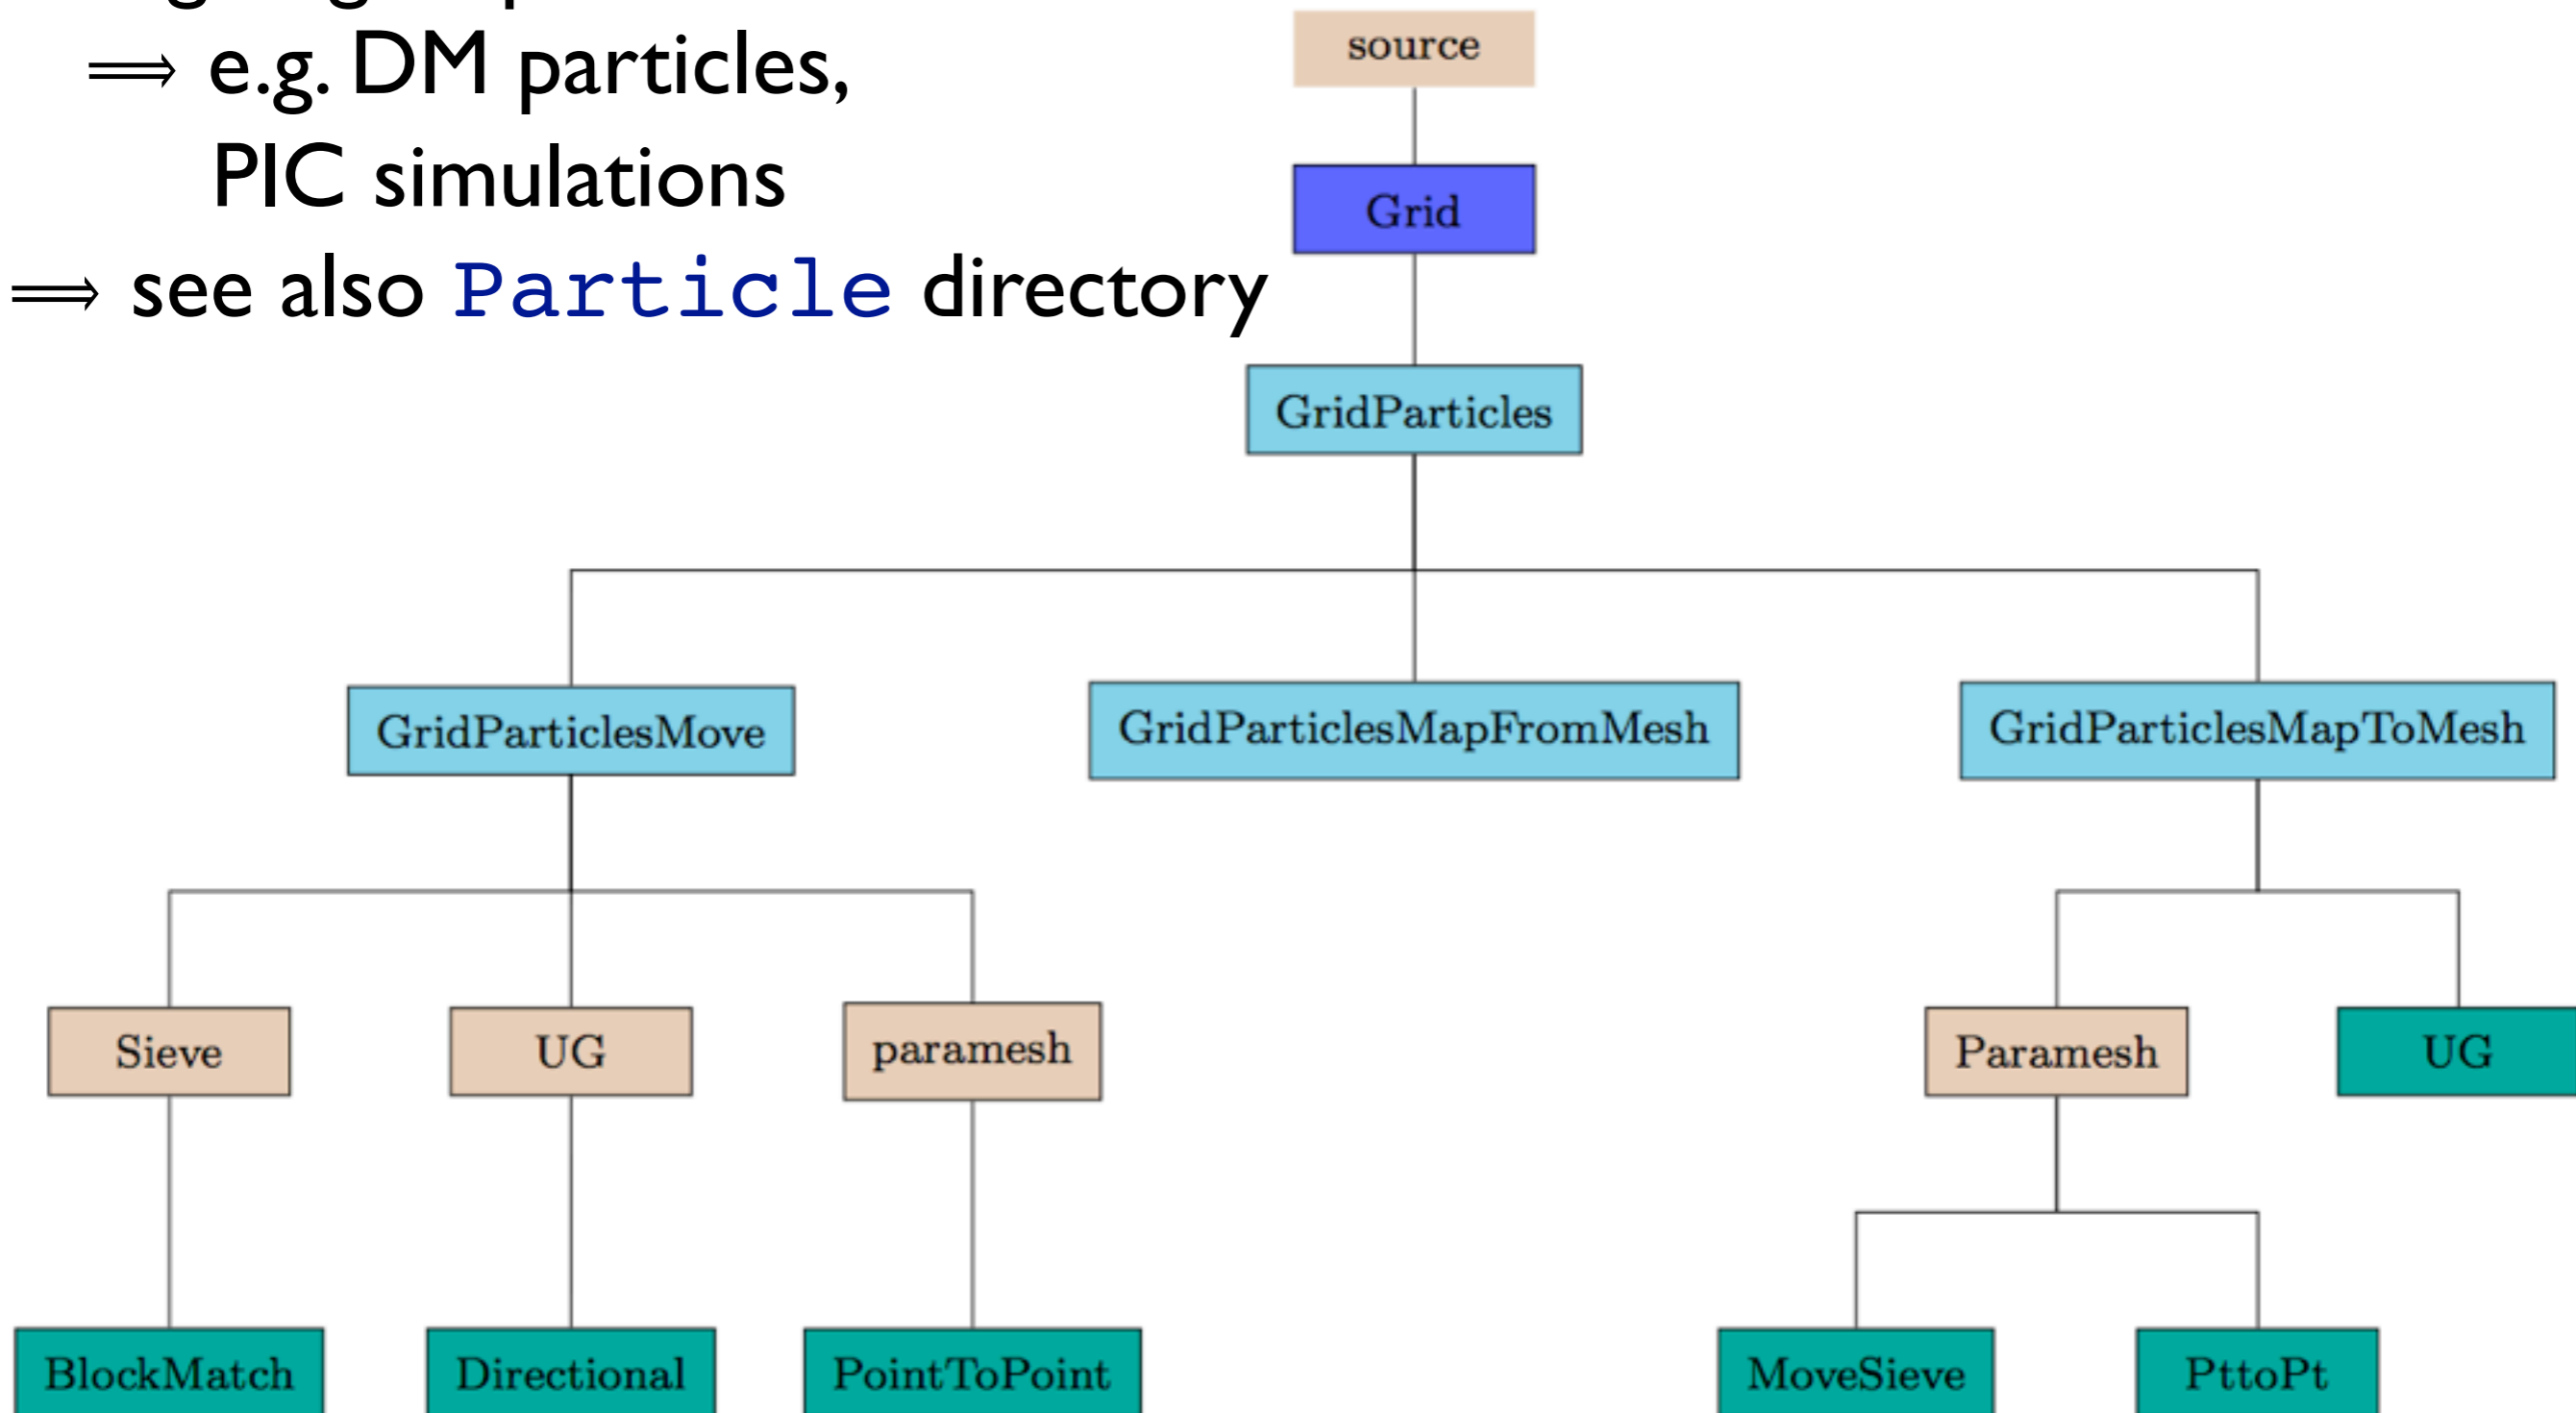 ⟹ e.g. DM particles,
PIC simulations
⟹ see also Particle directory
source
Grid
GridParticles
GridParticlesMove
GridParticlesMapFromMesh
GridParticlesMapToMesh
Sieve
UG
paramesh
Paramesh
UG
BlockMatch
Directional
PointToPoint
MoveSieve
PttoPt